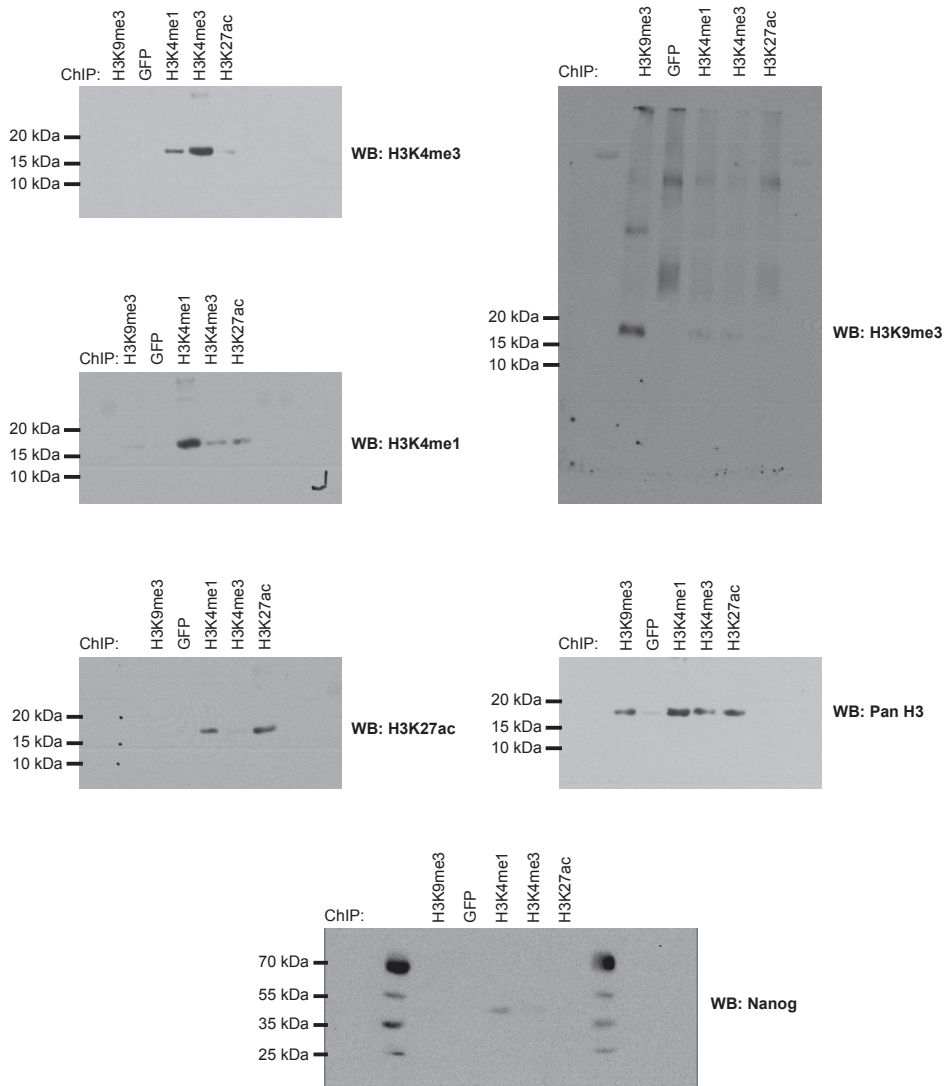 ChIP: H3K9me3 GFP H3K4me1 H3K4me3 H3K27ac
20 kDa
15 kDa
10 kDa
WB: H3K4me3
ChIP: H3K9me3 GFP H3K4me1 H3K4me3 H3K27ac
20 kDa
15 kDa
10 kDa
WB: H3K9me3
ChIP: H3K9me3 GFP H3K4me1 H3K4me3 H3K27ac
20 kDa
15 kDa
10 kDa
WB: H3K4me1
ChIP: H3K9me3 GFP H3K4me1 H3K4me3 H3K27ac
20 kDa
15 kDa
10 kDa
WB: H3K27ac
H3K9me3 GFP H3K4me1 H3K4me3 H3K27ac
ChIP:
20 kDa
15 kDa
10 kDa
WB: Pan H3
ChIP: H3K9me3 GFP H3K4me1 H3K4me3 H3K27ac
70 kDa
55 kDa
35 kDa
25 kDa
WB: Nanog